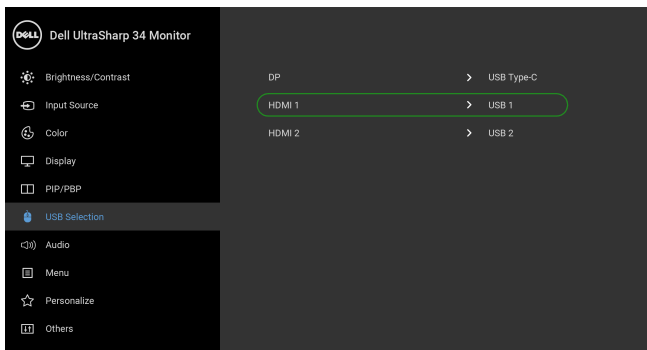 DELL Dell UltraSharp 34 Monitor
Brightness/Contrast
Input Source
Color
Display
PIP/PBP
USB Selection
Audio
Menu
Personalize
Others
DP > USB Type-C
HDMI 1 > USB 1
HDMI 2 > USB 2